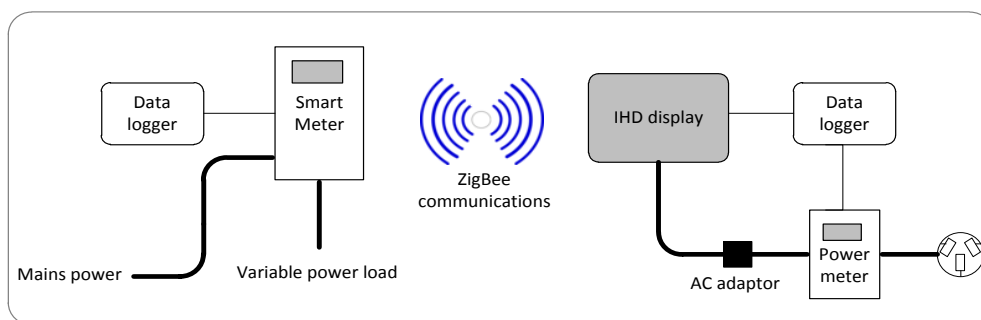 Data
logger
Smart
Meter
Mains power
Variable power load
ZigBee
communications
IHD display
Data
logger
AC adaptor
Power
meter